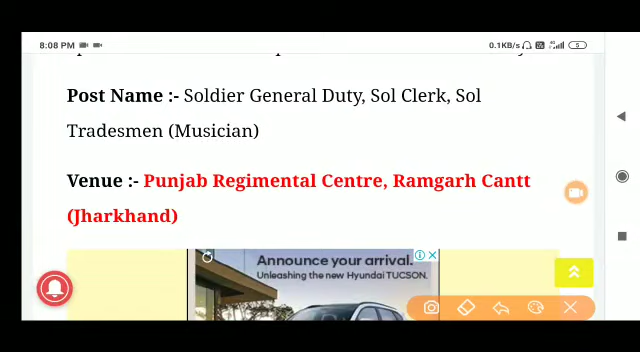 8:08 PM
0.1KB/s
5
Post Name :- Soldier General Duty, Sol Clerk, Sol
Tradesmen (Musician)
Venue :- Punjab Regimental Centre, Ramgarh Cantt
(Jharkhand)
Announce your arrival.
Unleashing the new Hyundai TUCSON.